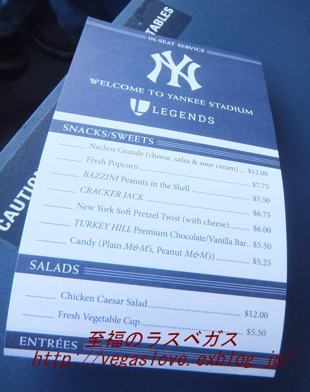 TABLES
CAUTI
IN-SEAT SERVICE
NY
WELCOME TO YANKEE STADIUM
L LEGENDS
SNACKS/SWEETS
Nachos Grande (cheese, salsa & sour cream) ... $12.00
Fresh Popcorn ... $7.75
BAZZINI Peanuts in the Shell ... $5.50
CRACKER JACK ... $6.75
New York Soft Pretzel Twist (with cheese) ... $6.00
TURKEY HILL Premium Chocolate/Vanilla Bar.. $5.50
Candy (Plain M&M's, Peanut M&M's) ... $5.25
SALADS
Chicken Caesar Salad ... $12.00
Fresh Vegetable Cup ... $5.50
ENTRÉES
至福のラスベガス
http://vegaslove.exblog.jp/